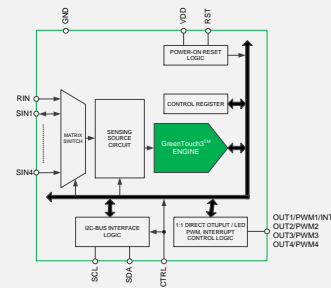 GND
VDD
RST
POWER-ON RESET
LOGIC
RIN
SIN1
SIN4
MATRIX
SWITCH
SENSING
SOURCE
CIRCUIT
CONTROL REGISTER
GreenTouch3TM
ENGINE
I2C-BUS INTERFACE
LOGIC
1:1 DIRECT OTUPUT / LED
PWM, INTERRUPT
CONTROL LOGIC
OUT1/PWM1/INT
OUT2/PWM2
OUT3/PWM3
OUT4/PWM4
SCL
SDA
CTRL